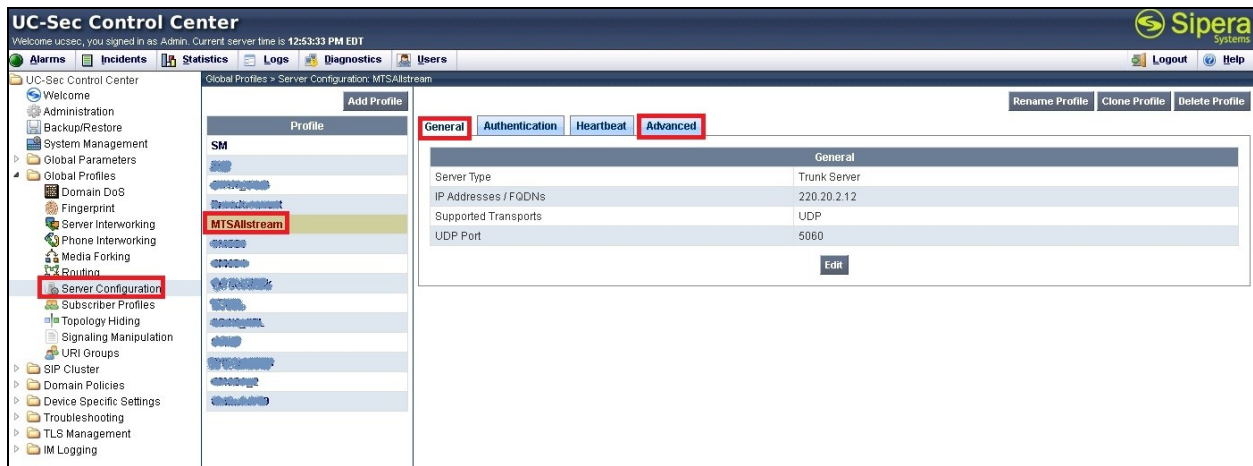 UC-Sec Control Center
Welcome ucsec, you signed in as Admin. Current server time is 12:53:33 PM EDT
Sipera
Systems
Alarms Incidents Statistics Logs Diagnostics Users Logout Help
UC-Sec Control Center
Welcome
Administration
Backup/Restore
System Management
Global Parameters
Global Profiles
Domain DoS
Fingerprint
Server Interworking
Phone Interworking
Media Forking
Routing
Server Configuration
Subscriber Profiles
Topology Hiding
Signaling Manipulation
URI Groups
SIP Cluster
Domain Policies
Device Specific Settings
Troubleshooting
TLS Management
IM Logging
Global Profiles > Server Configuration: MTSAllstream
Add Profile
Profile
SM
MTSAllstream
Rename Profile Clone Profile Delete Profile
General Authentication Heartbeat Advanced
General
Server Type Trunk Server
IP Addresses / FQDNs 220.20.2.12
Supported Transports UDP
UDP Port 5060
Edit